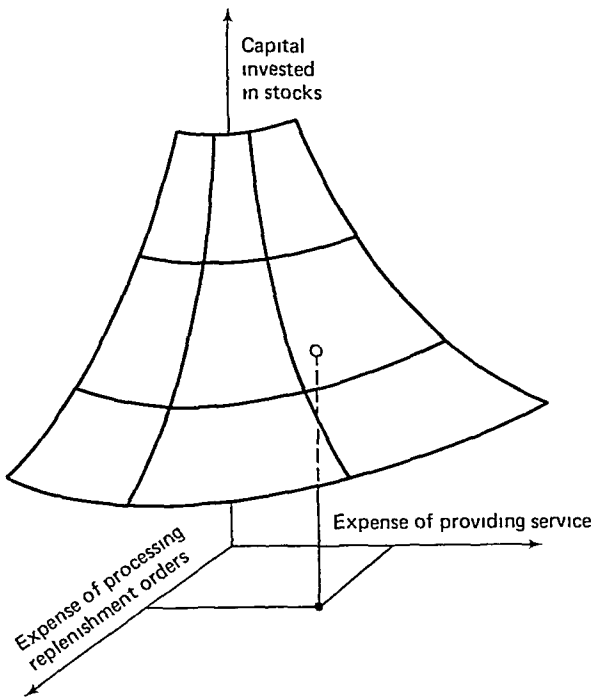 Capital
invested
in stocks
Expense of providing service
Expense of processing
replenishment orders